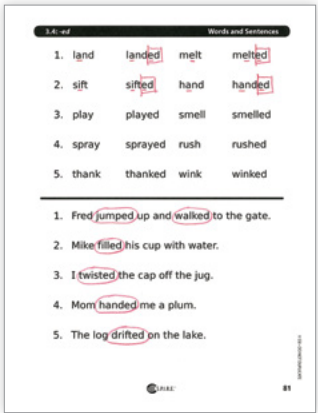 3.4: -ed Words and Sentences
1. land landed melt melted
2. sift sifted hand handed
3. play played smell smelled
4. spray sprayed rush rushed
5. thank thanked wink winked
1. Fred jumped up and walked to the gate.
2. Mike filled his cup with water.
3. I twisted the cap off the jug.
4. Mom handed me a plum.
5. The log drifted on the lake.
81